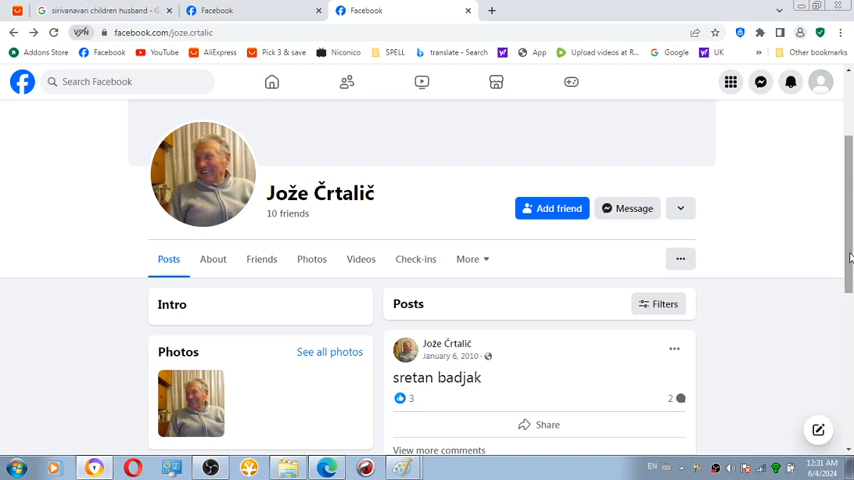 sirivanavari children husband - G
Facebook
Facebook
VPN
facebook.com/joze.crtalic
Addons Store
Facebook
YouTube
AliExpress
Pick 3 & save
Niconico
SPELL
translate - Search
App
Upload videos at R...
Google
UK
Other bookmarks
Search Facebook
Jože Črtalič
10 friends
Add friend
Message
Posts
About
Friends
Photos
Videos
Check-ins
More
Intro
Posts
Filters
Photos
See all photos
Jože Črtalič
January 6, 2010
sretan badjak
3
2
Share
View more comments
EN
12:31 AM
6/4/2024